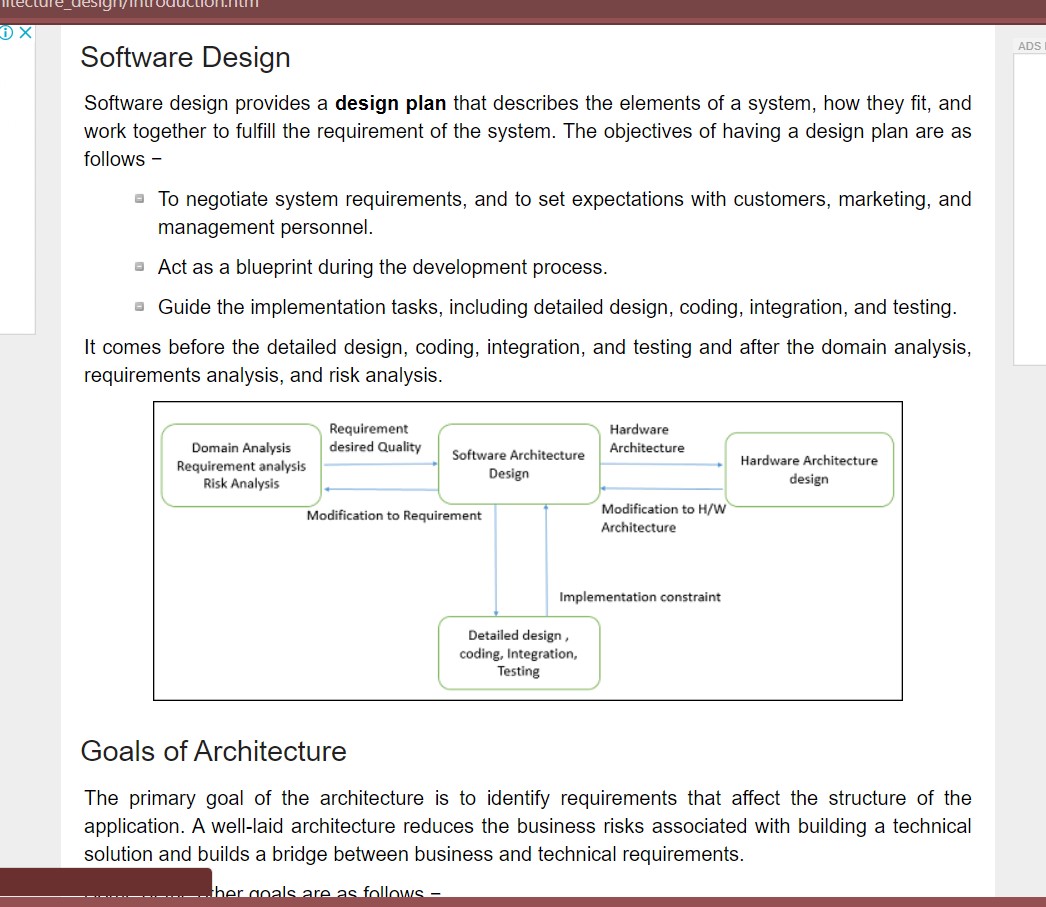 hitecture_design/introduction.htm
ADS
Software Design
Software design provides a design plan that describes the elements of a system, how they fit, and
work together to fulfill the requirement of the system. The objectives of having a design plan are as
follows −
To negotiate system requirements, and to set expectations with customers, marketing, and
management personnel.
Act as a blueprint during the development process.
Guide the implementation tasks, including detailed design, coding, integration, and testing.
It comes before the detailed design, coding, integration, and testing and after the domain analysis,
requirements analysis, and risk analysis.
Domain Analysis
Requirement analysis
Risk Analysis
Requirement
desired Quality
Modification to Requirement
Software Architecture
Design
Hardware
Architecture
Modification to H/W
Architecture
Hardware Architecture
design
Implementation constraint
Detailed design ,
coding, Integration,
Testing
Goals of Architecture
The primary goal of the architecture is to identify requirements that affect the structure of the
application. A well-laid architecture reduces the business risks associated with building a technical
solution and builds a bridge between business and technical requirements.
goals are as follows −